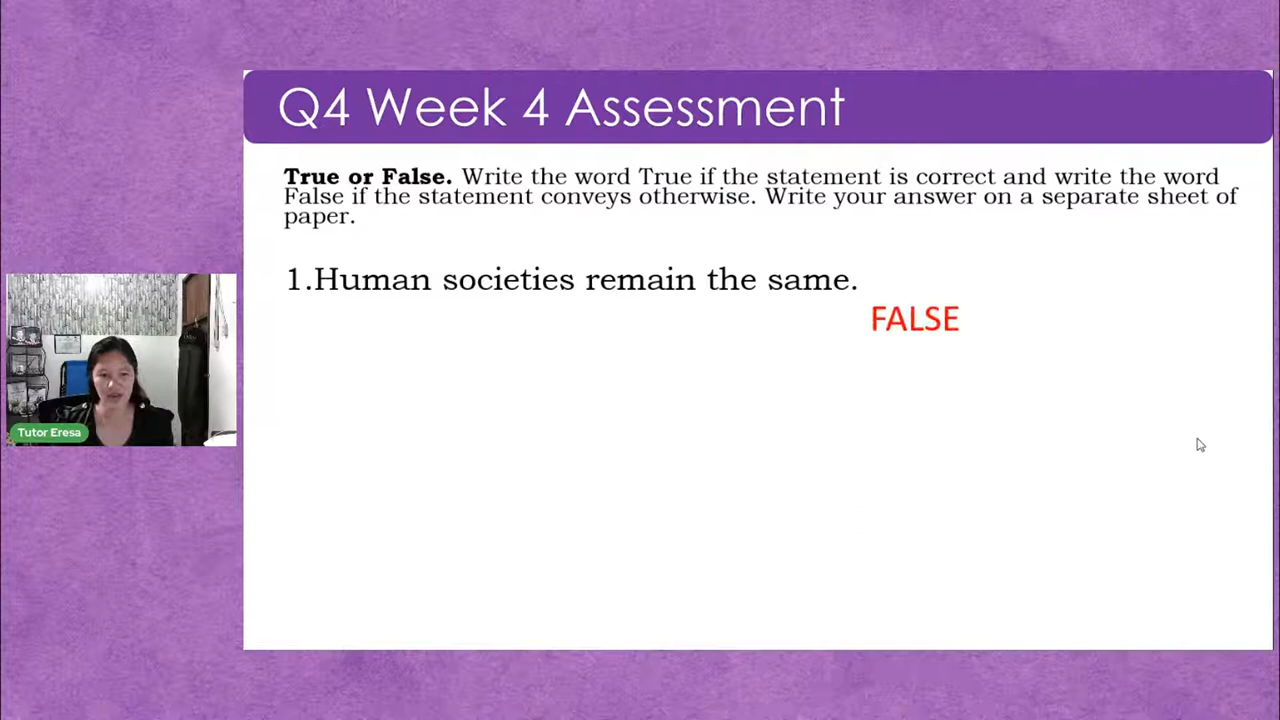 Q4 Week 4 Assessment
True or False. Write the word True if the statement is correct and write the word
False if the statement conveys otherwise. Write your answer on a separate sheet of
paper.
1.Human societies remain the same.
FALSE
Tutor Eresa